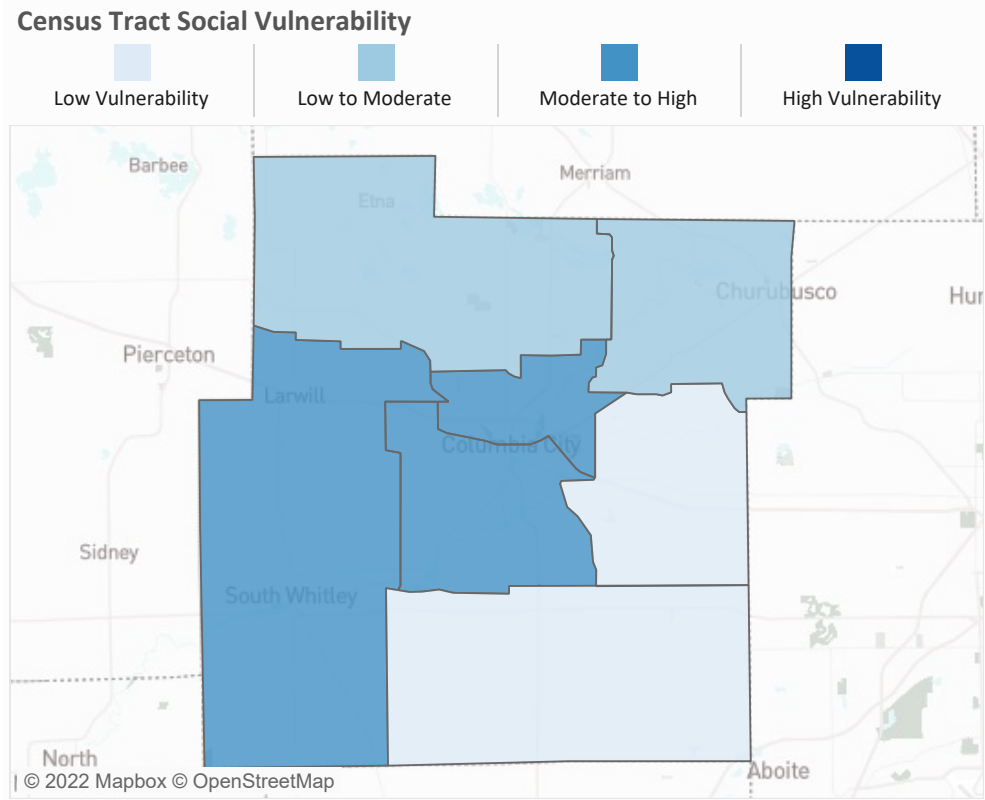 Census Tract Social Vulnerability
Low Vulnerability
Low to Moderate
Moderate to High
High Vulnerability
Barbee
Merriam
Etna
Churubusco
Hur
Pierceton
Larwill
Columbia City
Sidney
South Whitley
North
Aboite
| © 2022 Mapbox © OpenStreetMap